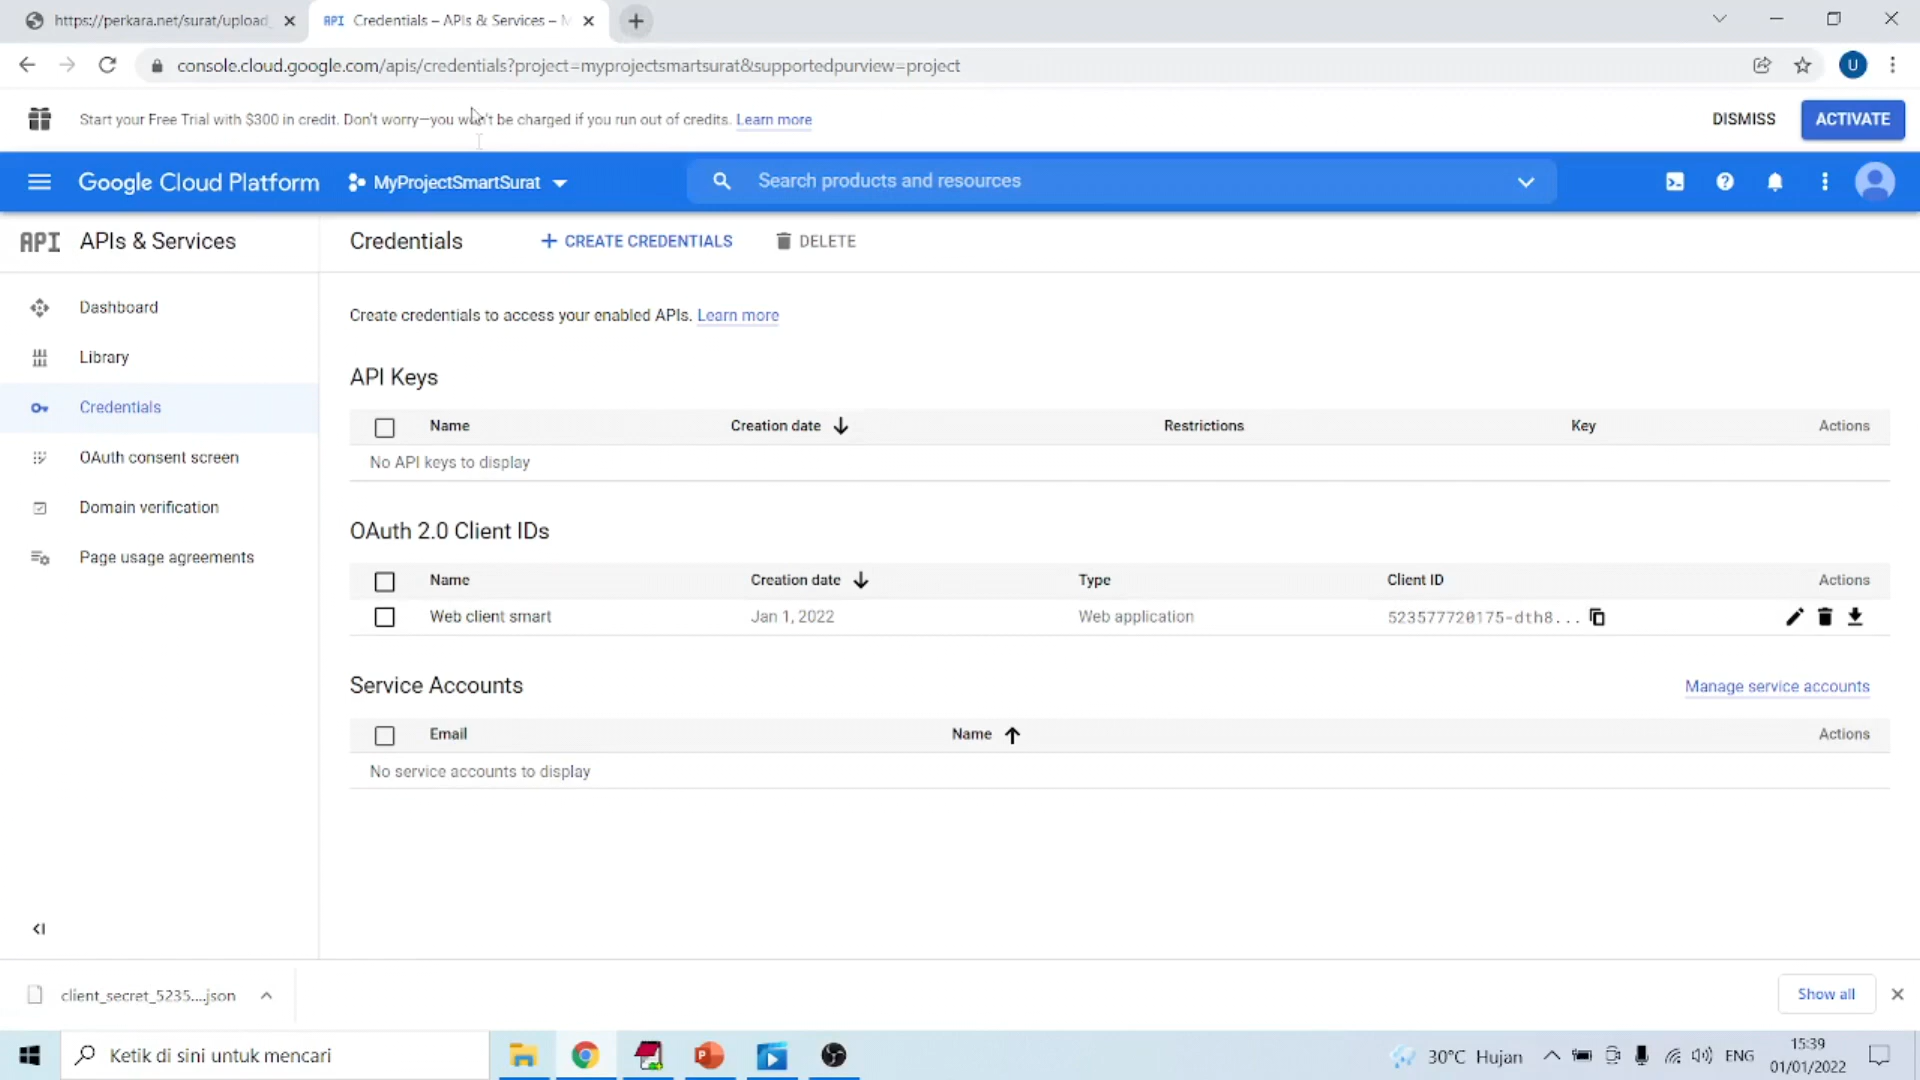 https://perkara.net/surat/upload_
API Credentials – APIs & Services – M
console.cloud.google.com/apis/credentials?project=myprojectsmartsurat&supportedpurview=project
U
Start your Free Trial with $300 in credit. Don't worry—you won't be charged if you run out of credits. Learn more
DISMISS
ACTIVATE
Google Cloud Platform
MyProjectSmartSurat
Search products and resources
API APIs & Services
Credentials
CREATE CREDENTIALS
DELETE
Dashboard
Library
Credentials
OAuth consent screen
Domain verification
Page usage agreements
Create credentials to access your enabled APIs. Learn more
API Keys
Name Creation date Restrictions Key Actions
No API keys to display
OAuth 2.0 Client IDs
Name Creation date Type Client ID Actions
Web client smart Jan 1, 2022 Web application 523577720175-dth8...
Service Accounts
Manage service accounts
Email Name Actions
No service accounts to display
client_secret_5235....json
Show all
Ketik di sini untuk mencari
30°C Hujan
ENG
15:39
01/01/2022